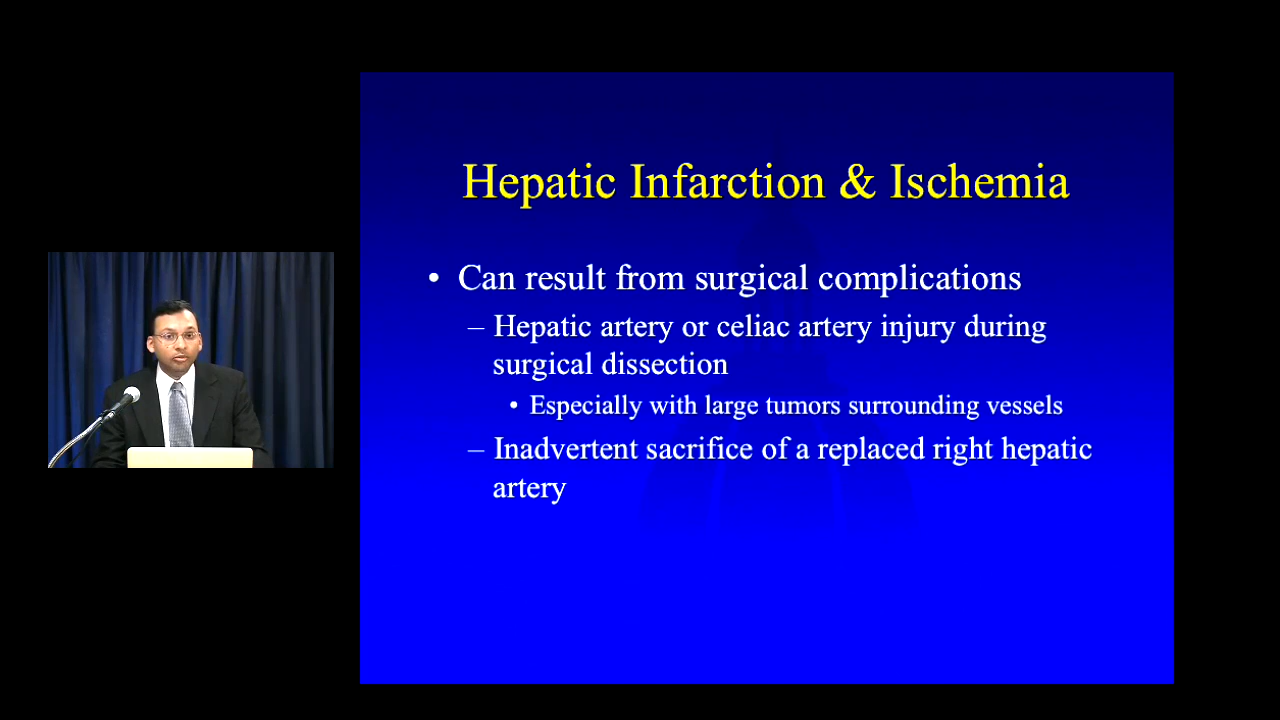 Hepatic Infarction & Ischemia
• Can result from surgical complications
– Hepatic artery or celiac artery injury during
surgical dissection
• Especially with large tumors surrounding vessels
– Inadvertent sacrifice of a replaced right hepatic
artery